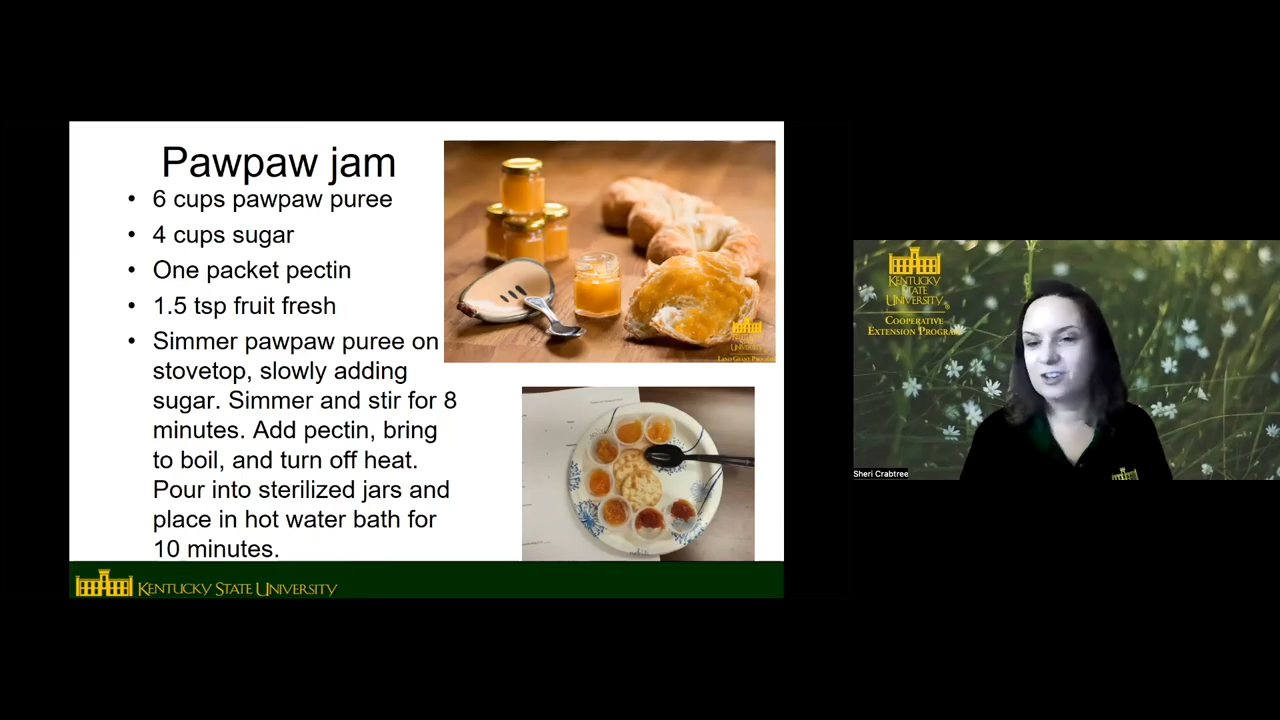 Pawpaw jam
• 6 cups pawpaw puree
• 4 cups sugar
• One packet pectin
• 1.5 tsp fruit fresh
• Simmer pawpaw puree on
stovetop, slowly adding
sugar. Simmer and stir for 8
minutes. Add pectin, bring
to boil, and turn off heat.
Pour into sterilized jars and
place in hot water bath for
10 minutes.
KENTUCKY STATE UNIVERSITY
KENTUCKY
STATE
UNIVERSITY
COOPERATIVE
EXTENSION PROGRA
Sheri Crabtree